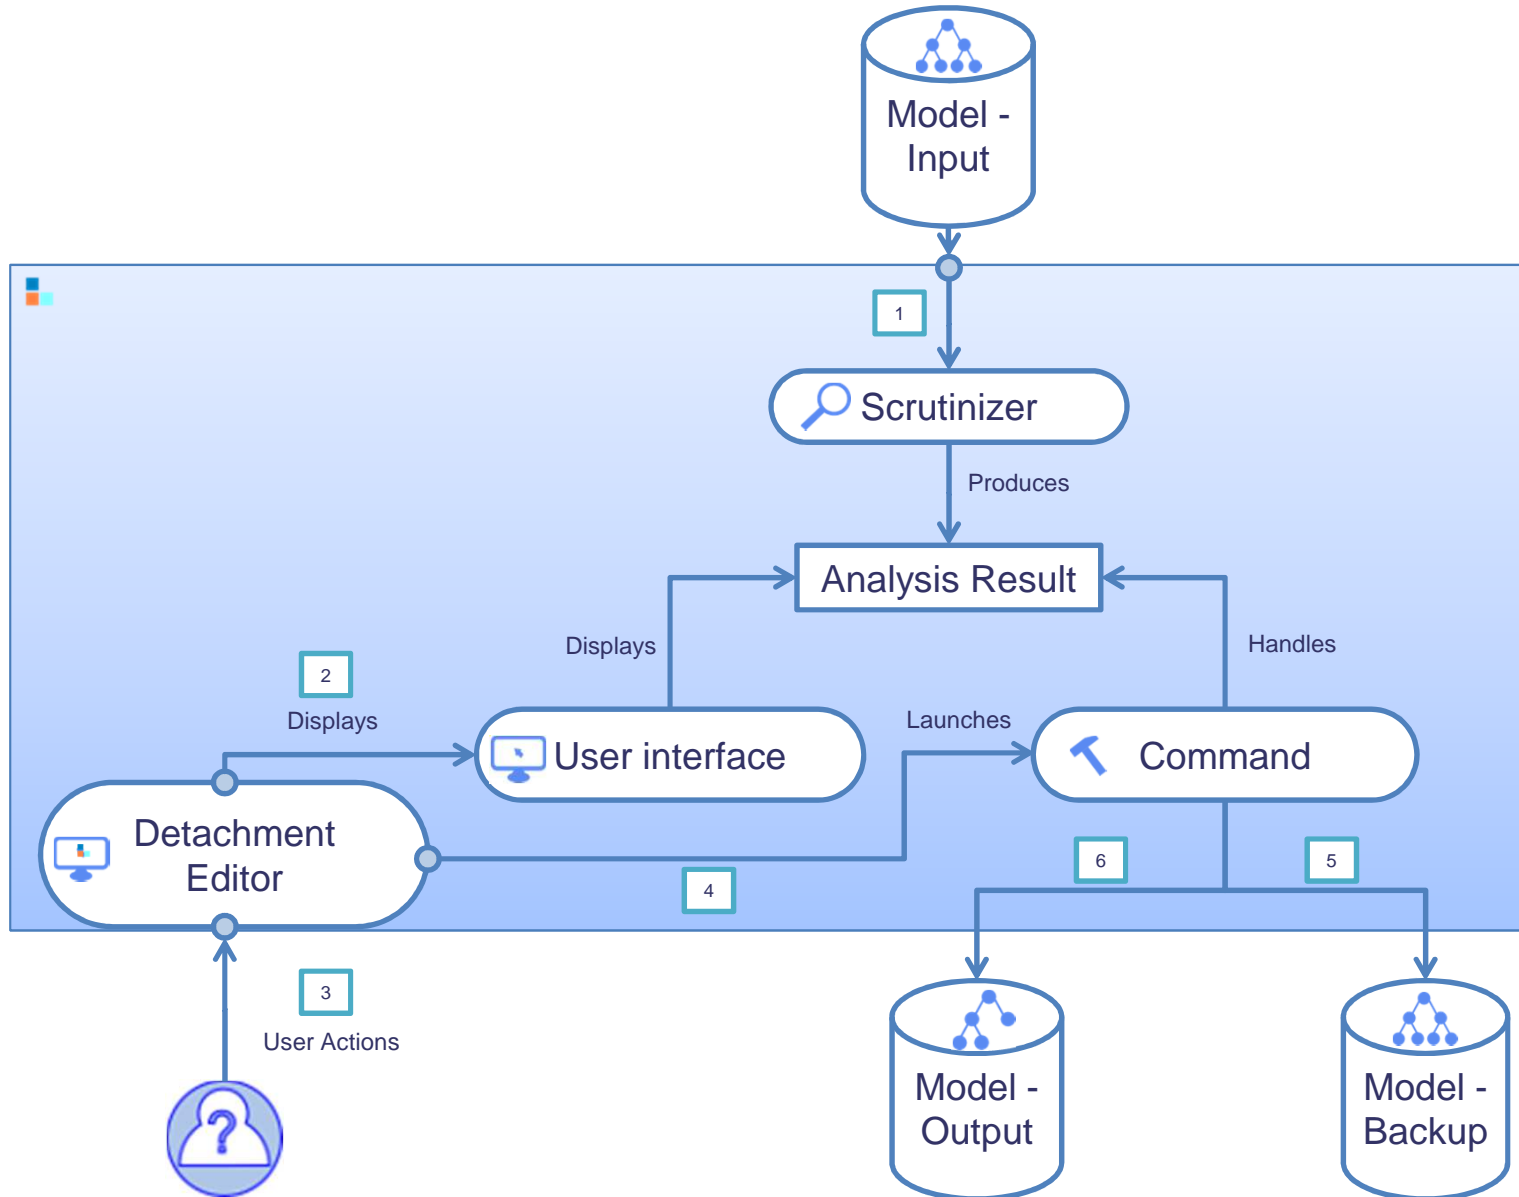 Model -
Input
1
Scrutinizer
Produces
Analysis Result
Displays
Handles
2
Displays
Launches
User interface
Command
Detachment
Editor
4
6
5
3
User Actions
?
Model -
Output
Model -
Backup